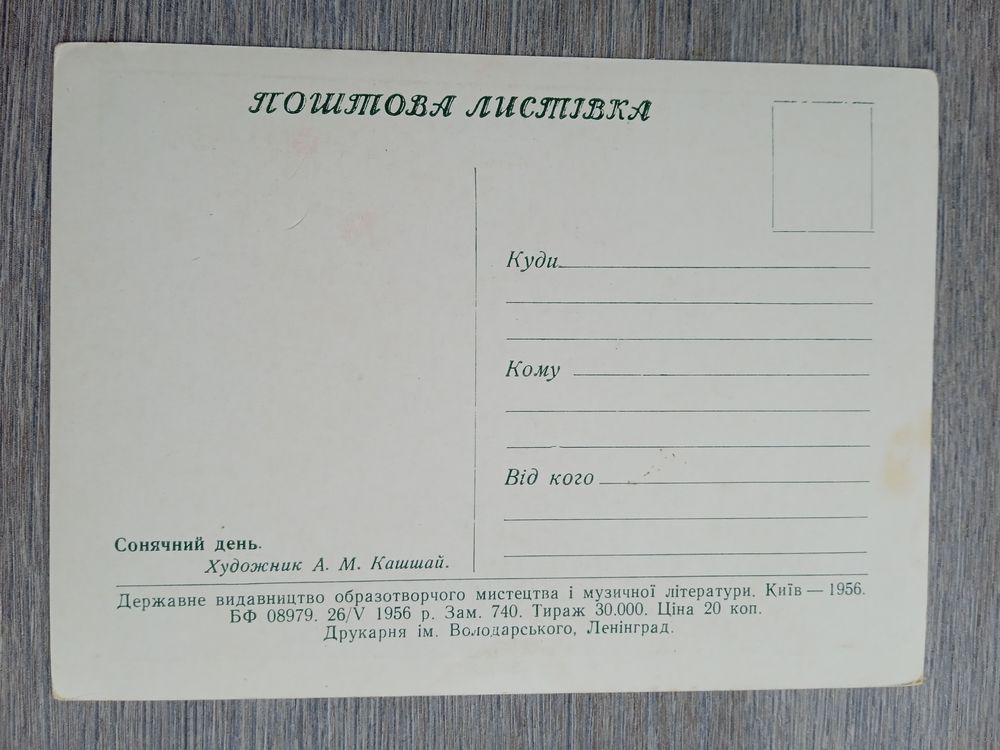 ПОШТОВА ЛИСТІВКА
Куди
Кому
Від кого
Сонячний день.
Художник А. М. Кашшай.
Державне видавництво образотворчого мистецтва і музичної літератури. Київ — 1956.
БФ 08979. 26/V 1956 р. Зам. 740. Тираж 30.000. Ціна 20 коп.
Друкарня ім. Володарського, Ленінград.